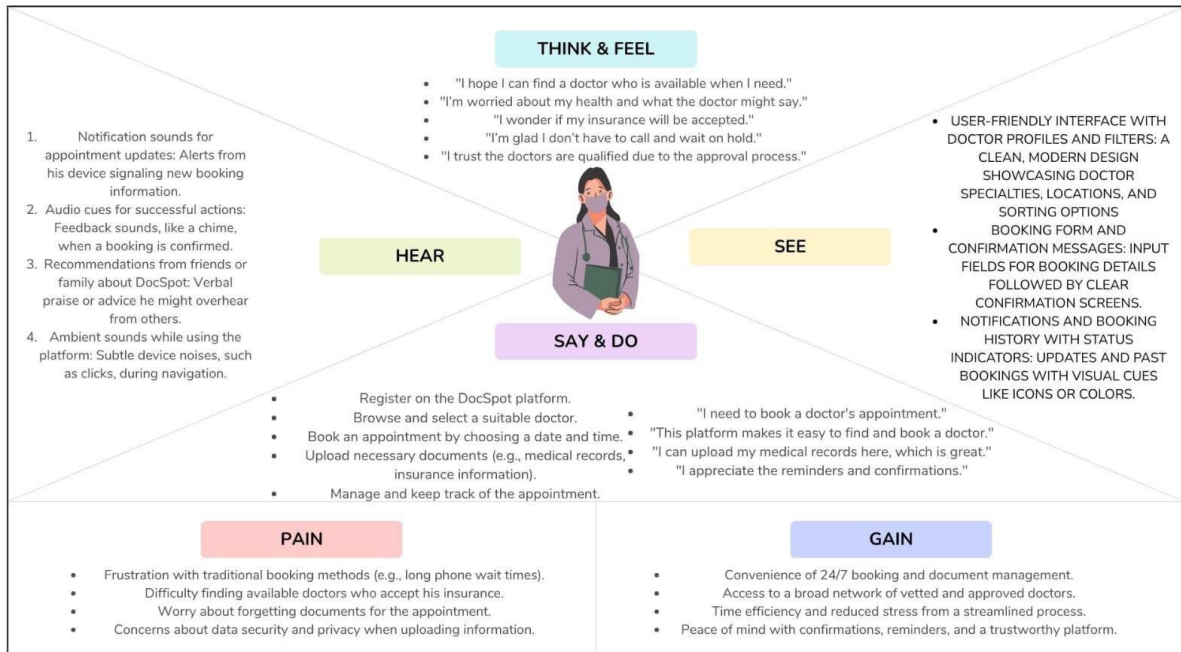 THINK & FEEL
• "I hope I can find a doctor who is available when I need."
• "I'm worried about my health and what the doctor might say."
• "I wonder if my insurance will be accepted."
• "I'm glad I don't have to call and wait on hold."
• "I trust the doctors are qualified due to the approval process."
HEAR
1. Notification sounds for
appointment updates: Alerts from
his device signaling new booking
information.
2. Audio cues for successful actions:
Feedback sounds, like a chime,
when a booking is confirmed.
3. Recommendations from friends or
family about DocSpot: Verbal
praise or advice he might overhear
from others.
4. Ambient sounds while using the
platform: Subtle device noises, such
as clicks, during navigation.
SEE
• USER-FRIENDLY INTERFACE WITH
DOCTOR PROFILES AND FILTERS: A
CLEAN, MODERN DESIGN
SHOWCASING DOCTOR
SPECIALTIES, LOCATIONS, AND
SORTING OPTIONS
• BOOKING FORM AND
CONFIRMATION MESSAGES: INPUT
FIELDS FOR BOOKING DETAILS
FOLLOWED BY CLEAR
CONFIRMATION SCREENS.
• NOTIFICATIONS AND BOOKING
HISTORY WITH STATUS
INDICATORS: UPDATES AND PAST
BOOKINGS WITH VISUAL CUES
LIKE ICONS OR COLORS.
SAY & DO
• Register on the DocSpot platform.
• Browse and select a suitable doctor.
• Book an appointment by choosing a date and time.
• Upload necessary documents (e.g., medical records,
insurance information).
• Manage and keep track of the appointment.
• "I need to book a doctor's appointment."
• "This platform makes it easy to find and book a doctor."
• "I can upload my medical records here, which is great."
• "I appreciate the reminders and confirmations."
PAIN
• Frustration with traditional booking methods (e.g., long phone wait times).
• Difficulty finding available doctors who accept his insurance.
• Worry about forgetting documents for the appointment.
• Concerns about data security and privacy when uploading information.
GAIN
• Convenience of 24/7 booking and document management.
• Access to a broad network of vetted and approved doctors.
• Time efficiency and reduced stress from a streamlined process.
• Peace of mind with confirmations, reminders, and a trustworthy platform.